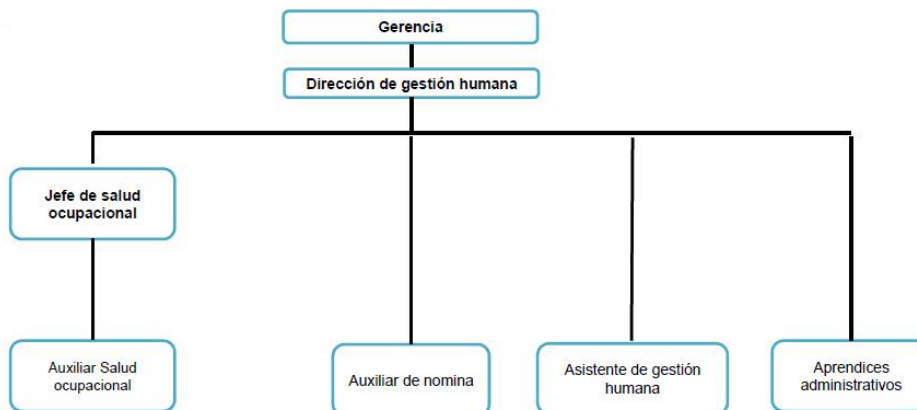 Gerencia
Dirección de gestión humana
Jefe de salud
ocupacional
Auxiliar Salud
ocupacional
Auxiliar de nomina
Asistente de gestión
humana
Aprendices
administrativos